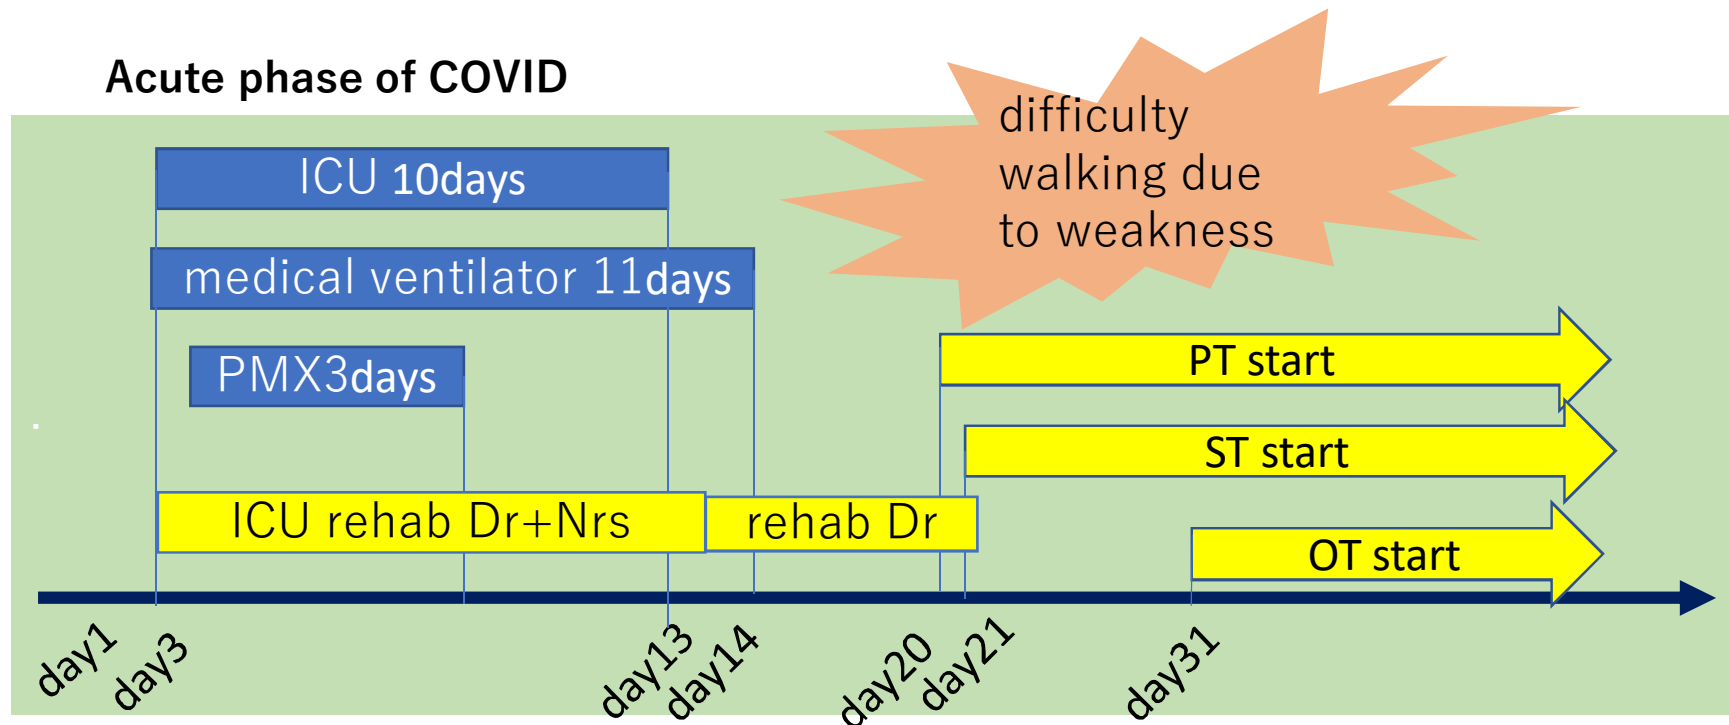 Acute phase of COVID
difficulty
walking due
to weakness
ICU 10days
medical ventilator 11days
PMX3days
PT start
ST start
ICU rehab Dr+Nrs
rehab Dr
OT start
day1
day3
day13
day14
day20
day21
day31